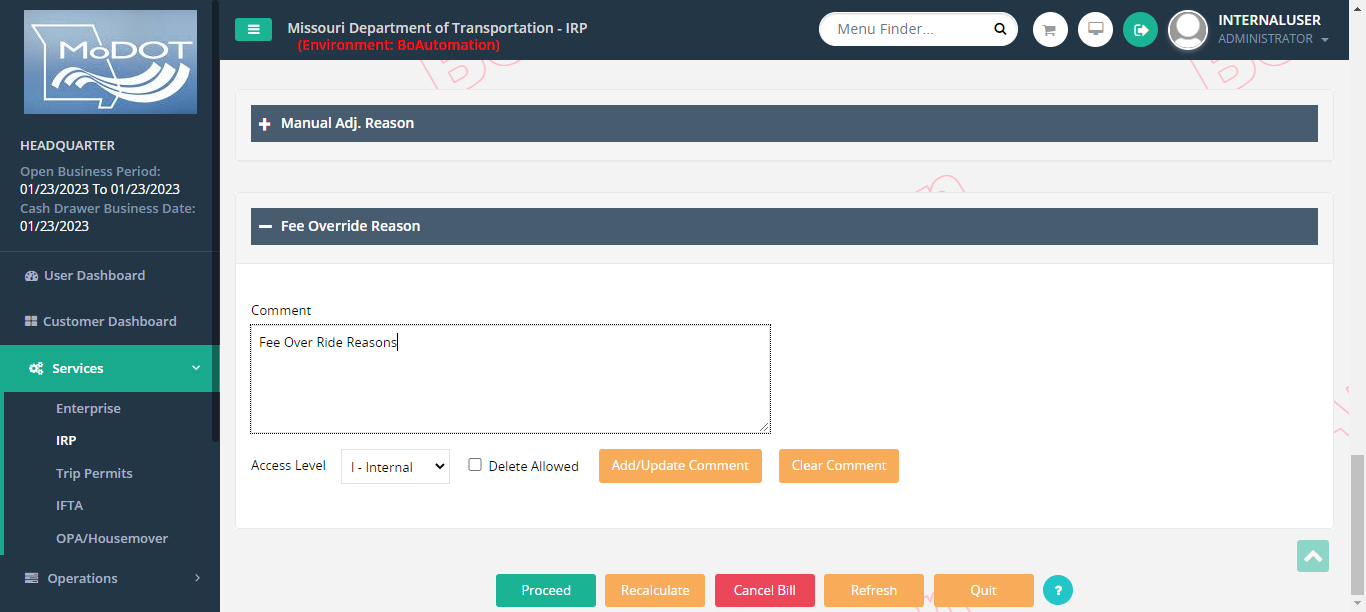 MoDOT
HEADQUARTER
Open Business Period:
01/23/2023 To 01/23/2023
Cash Drawer Business Date:
01/23/2023
User Dashboard
Customer Dashboard
Services
Enterprise
IRP
Trip Permits
IFTA
OPA/Housemover
Operations
Missouri Department of Transportation - IRP
(Environment: BoAutomation)
Menu Finder...
INTERNALUSER
ADMINISTRATOR
Manual Adj. Reason
Fee Override Reason
Comment
Fee Over Ride Reasons
Access Level
I - Internal
Delete Allowed
Add/Update Comment
Clear Comment
Proceed
Recalculate
Cancel Bill
Refresh
Quit
?